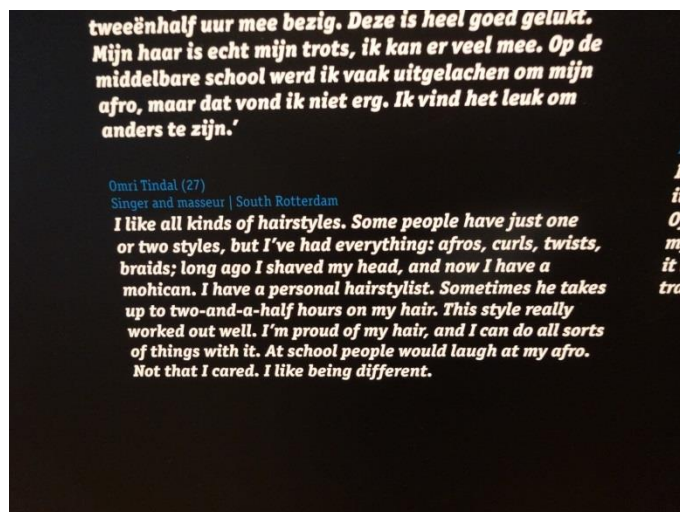 tweeënhalf uur mee bezig. Deze is heel goed gelukt.
Mijn haar is echt mijn trots, ik kan er veel mee. Op de
middelbare school werd ik vaak uitgelachen om mijn
afro, maar dat vond ik niet erg. Ik vind het leuk om
anders te zijn.’
Omri Tindal (27)
Singer and masseur | South Rotterdam
I like all kinds of hairstyles. Some people have just one
or two styles, but I’ve had everything: afros, curls, twists,
braids; long ago I shaved my head, and now I have a
mohican. I have a personal hairstylist. Sometimes he takes
up to two-and-a-half hours on my hair. This style really
worked out well. I’m proud of my hair, and I can do all sorts
of things with it. At school people would laugh at my afro.
Not that I cared. I like being different.
it